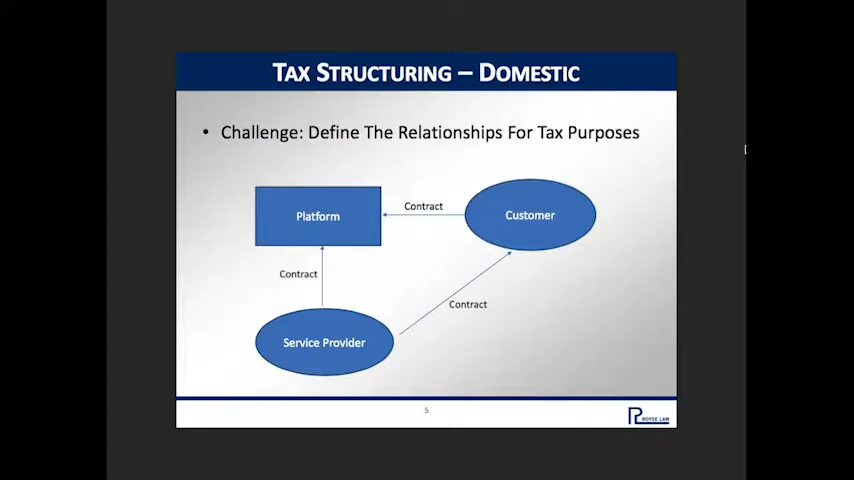 TAX STRUCTURING – DOMESTIC
• Challenge: Define The Relationships For Tax Purposes
Platform
Contract
Customer
Contract
Contract
Service Provider
5
ROYSE LAW